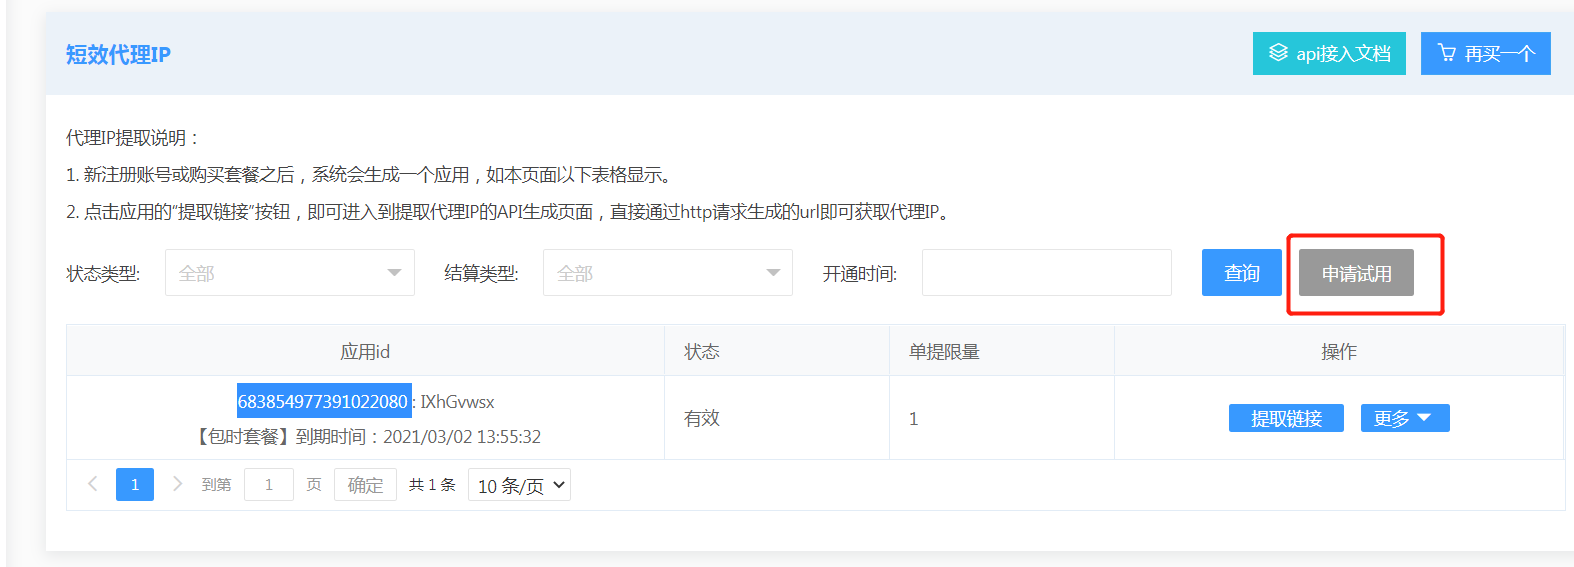 短效代理IP
api接入文档
再买一个
代理IP提取说明：
1. 新注册账号或购买套餐之后，系统会生成一个应用，如本页面以下表格显示。
2. 点击应用的“提取链接”按钮，即可进入到提取代理IP的API生成页面，直接通过http请求生成的url即可获取代理IP。
状态类型: 全部 结算类型: 全部 开通时间: 查询 申请试用
应用id 状态 单提限量 操作
683854977391022080 : IXhGvwsx
【包时套餐】到期时间：2021/03/02 13:55:32
有效 1 提取链接 更多
1 到第 1 页 确定 共 1 条 10 条/页